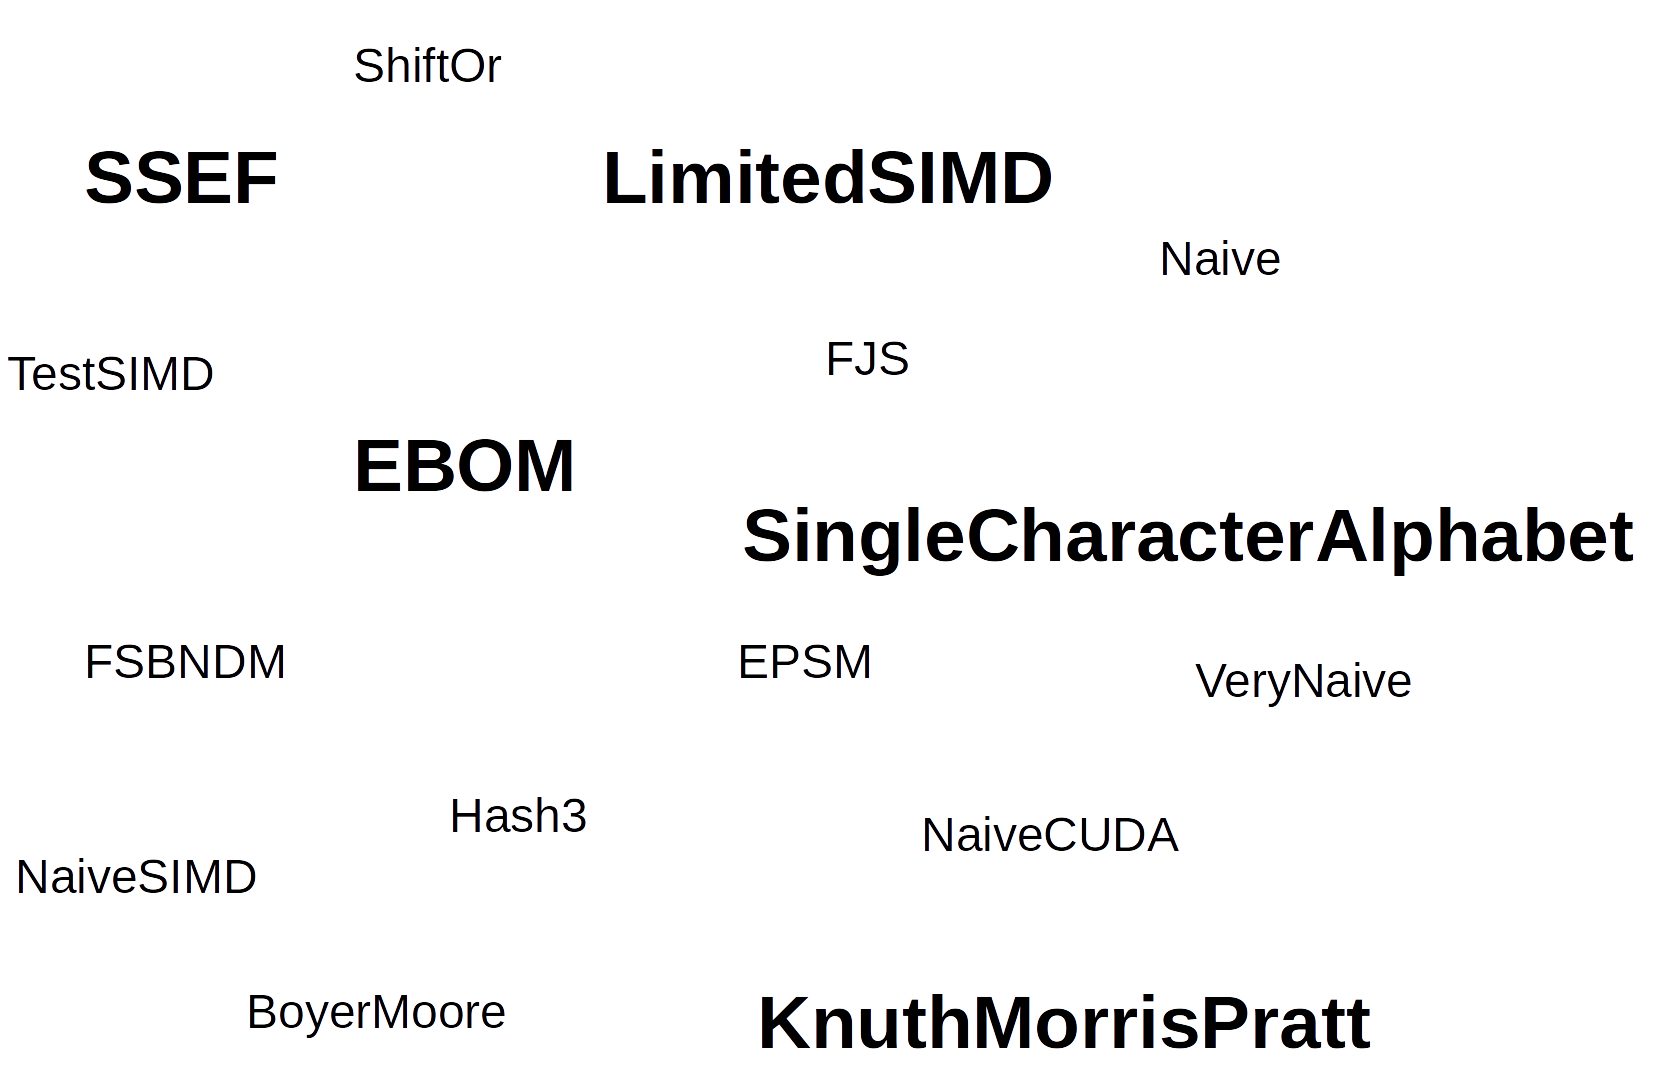 ShiftOr
SSEF
LimitedSIMD
Naive
TestSIMD
FJS
EBOM
SingleCharacterAlphabet
FSBNDM
EPSM
VeryNaive
Hash3
NaiveCUDA
NaiveSIMD
BoyerMoore
KnuthMorrisPratt